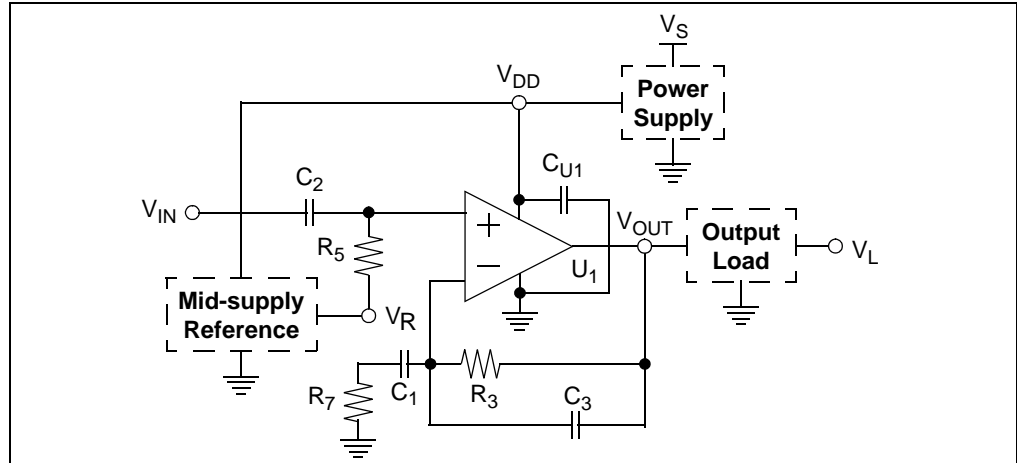 V_S
Power
Supply
V_DD
C_U1
C_2
V_IN
R_5
+
−
U_1
V_OUT
Output
Load
V_L
Mid-supply
Reference
V_R
R_7
C_1
R_3
C_3